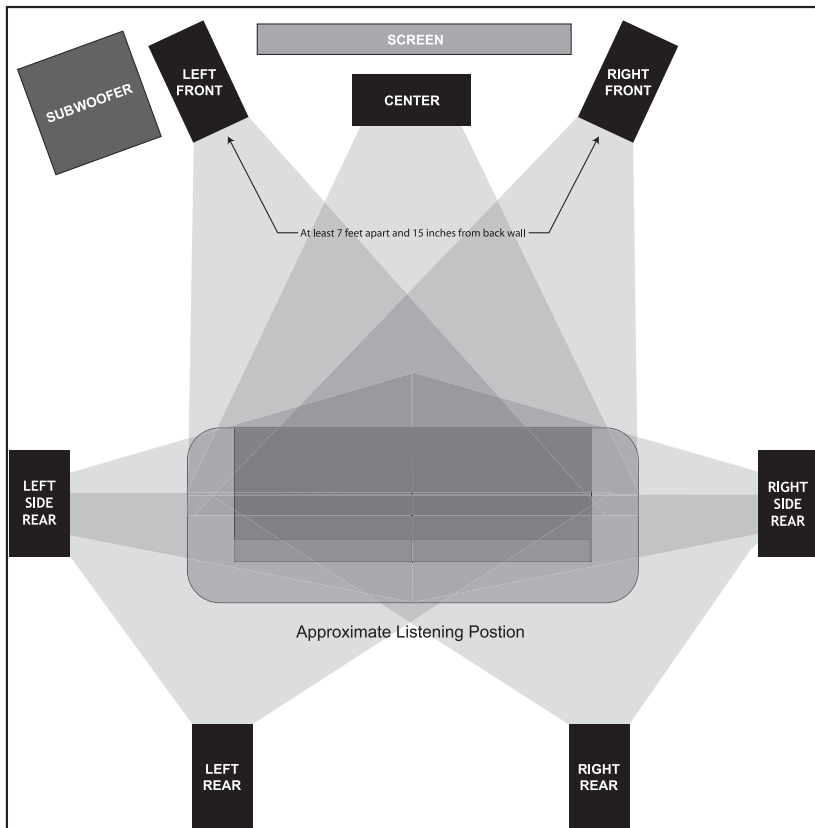 SCREEN
SUBWOOFER
LEFT
FRONT
CENTER
RIGHT
FRONT
At least 7 feet apart and 15 inches from back wall
LEFT
SIDE
REAR
RIGHT
SIDE
REAR
Approximate Listening Postion
LEFT
REAR
RIGHT
REAR